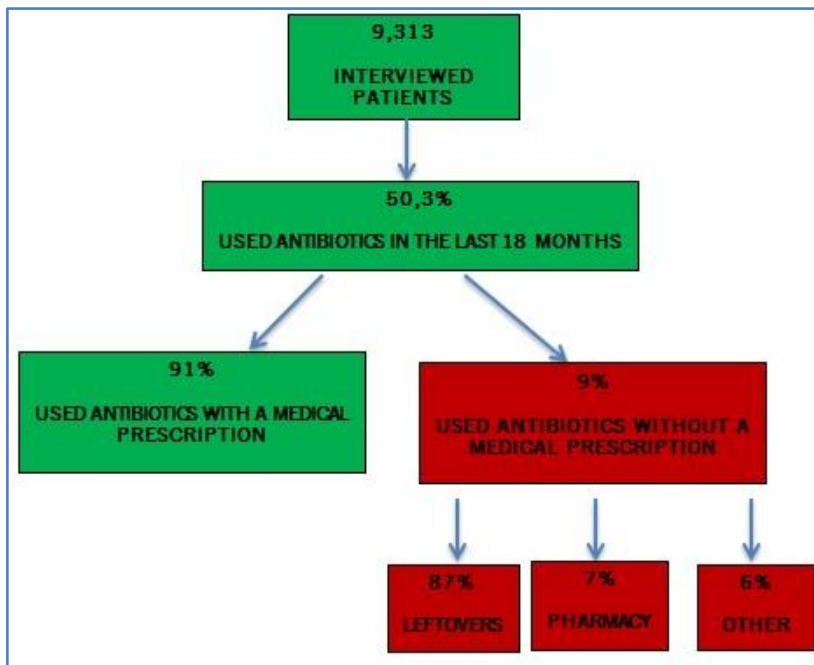 9,313
INTERVIEWED
PATIENTS
50,3%
USED ANTIBIOTICS IN THE LAST 18 MONTHS
91%
USED ANTIBIOTICS WITH A MEDICAL
PRESCRIPTION
9%
USED ANTIBIOTICS WITHOUT A
MEDICAL PRESCRIPTION
87%
LEFTOVERS
7%
PHARMACY
6%
OTHER